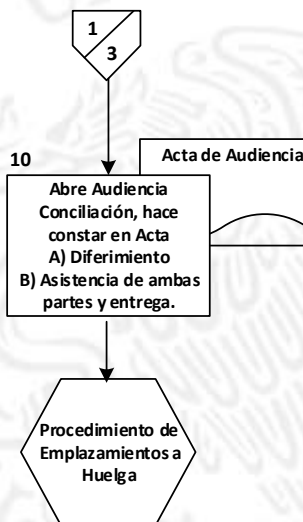 1
3
10
Acta de Audiencia
Abre Audiencia
Conciliación, hace
constar en Acta
A) Diferimiento
B) Asistencia de ambas
partes y entrega.
Procedimiento de
Emplazamientos a
Huelga